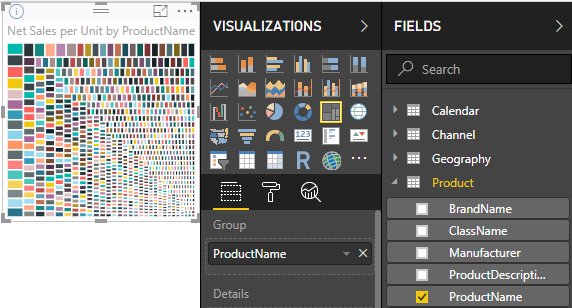 Net Sales per Unit by ProductName
VISUALIZATIONS
R
123
Group
ProductName
Details
FIELDS
Search
Calendar
Channel
Geography
Product
BrandName
ClassName
Manufacturer
ProductDescripti...
ProductName